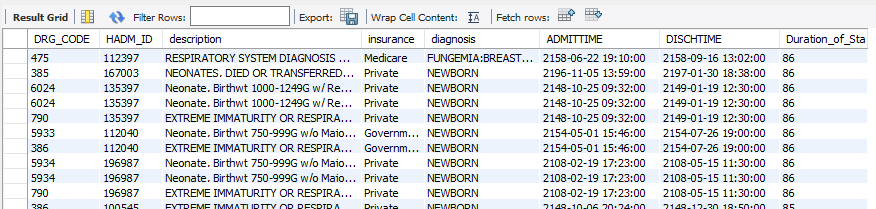 Result Grid Filter Rows: Export: Wrap Cell Content: Fetch rows:
DRG_CODE HADM_ID description insurance diagnosis ADMITTIME DISCHTIME Duration_of_Sta
475 112397 RESPIRATORY SYSTEM DIAGNOSIS ... Medicare FUNGEMIA:BREAST... 2158-06-22 19:10:00 2158-09-16 13:02:00 86
385 167003 NEONATES. DIED OR TRANSFERRED... Private NEWBORN 2196-11-05 13:59:00 2197-01-30 18:38:00 86
6024 135397 Neonate. Birthwt 1000-1249G w/ Re... Private NEWBORN 2148-10-25 09:32:00 2149-01-19 12:30:00 86
6024 135397 Neonate. Birthwt 1000-1249G w/ Re... Private NEWBORN 2148-10-25 09:32:00 2149-01-19 12:30:00 86
790 135397 EXTREME IMMATURITY OR RESPIRA... Private NEWBORN 2148-10-25 09:32:00 2149-01-19 12:30:00 86
5933 112040 Neonate. Birthwt 750-999G w/o Maio... Governm... NEWBORN 2154-05-01 15:46:00 2154-07-26 19:00:00 86
386 112040 EXTREME IMMATURITY OR RESPIRA... Governm... NEWBORN 2154-05-01 15:46:00 2154-07-26 19:00:00 86
5934 196987 Neonate. Birthwt 750-999G w/o Maio... Private NEWBORN 2108-02-19 17:23:00 2108-05-15 11:30:00 86
5934 196987 Neonate. Birthwt 750-999G w/o Maio... Private NEWBORN 2108-02-19 17:23:00 2108-05-15 11:30:00 86
790 196987 EXTREME IMMATURITY OR RESPIRA... Private NEWBORN 2108-02-19 17:23:00 2108-05-15 11:30:00 86
386 100545 EXTREME IMMATURITY OR RESPIRA... Private NEWBORN 2148-10-06 20:24:00 2148-12-30 18:50:00 85